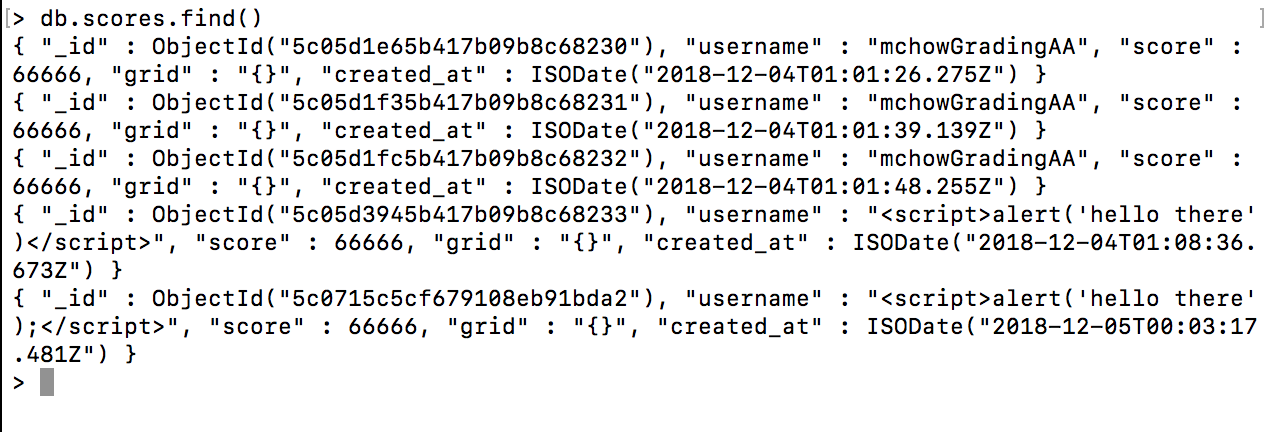 [> db.scores.find() ]
{ "_id" : ObjectId("5c05d1e65b417b09b8c68230"), "username" : "mchowGradingAA", "score" :
66666, "grid" : "{}", "created_at" : ISODate("2018-12-04T01:01:26.275Z") }
{ "_id" : ObjectId("5c05d1f35b417b09b8c68231"), "username" : "mchowGradingAA", "score" :
66666, "grid" : "{}", "created_at" : ISODate("2018-12-04T01:01:39.139Z") }
{ "_id" : ObjectId("5c05d1fc5b417b09b8c68232"), "username" : "mchowGradingAA", "score" :
66666, "grid" : "{}", "created_at" : ISODate("2018-12-04T01:01:48.255Z") }
{ "_id" : ObjectId("5c05d3945b417b09b8c68233"), "username" : "<script>alert('hello there'
)</script>", "score" : 66666, "grid" : "{}", "created_at" : ISODate("2018-12-04T01:08:36.
673Z") }
{ "_id" : ObjectId("5c0715c5cf679108eb91bda2"), "username" : "<script>alert('hello there'
);</script>", "score" : 66666, "grid" : "{}", "created_at" : ISODate("2018-12-05T00:03:17
.481Z") }
>